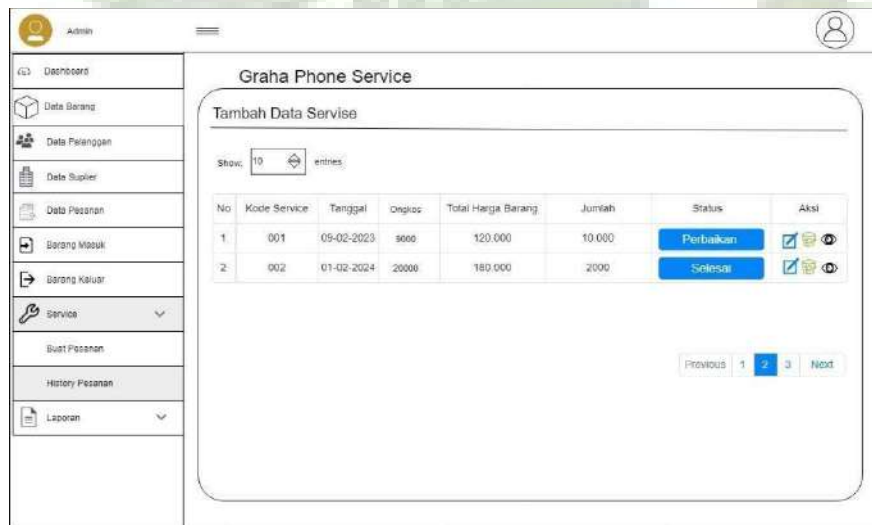 Admin
Dashboard
Data Barang
Data Pelanggan
Data Suplier
Data Pesanan
Barang Masuk
Barang Keluar
Service
Buat Pesanan
History Pesanan
Laporan
Graha Phone Service
Tambah Data Servise
Show: 10 entries
No Kode Service Tanggal Ongkos Total Harga Barang Jumlah Status Aksi
1 001 09-02-2023 5000 120.000 10.000 Perbaikan
2 002 01-02-2024 20000 180.000 2000 Selesai
Previous 1 2 3 Next